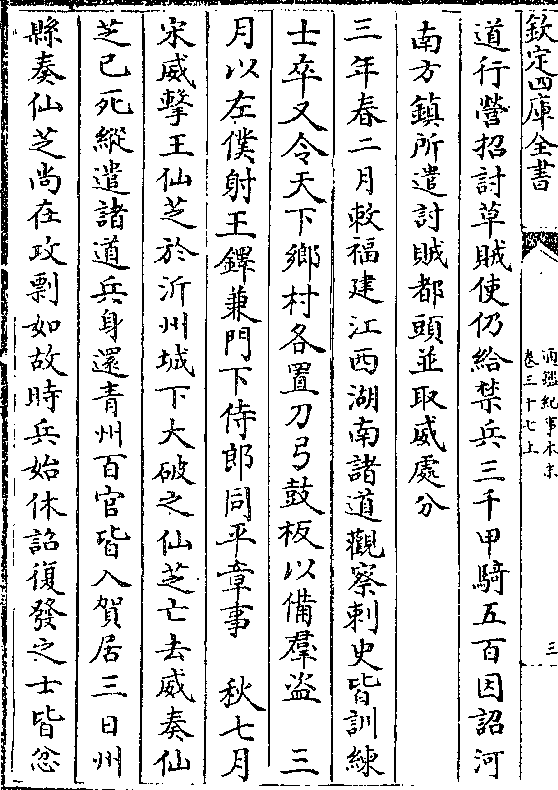 欽定四庫全書
通鑑紀事本末
卷三十七上
三
道行營招討草賊使仍給禁兵三千甲騎五百因詔河
南方鎮所遣討賊都頭並取威處分
三年春二月敕福建江西湖南諸道觀察刺史皆訓練
士卒又令天下鄉村各置刀弓鼓板以備羣盜　三
月以左僕射王鐸兼門下侍郎同平章事　秋七月
宋威擊王仙芝於沂州城下大破之仙芝亡去威奏仙
芝已死縱遣諸道兵身還青州百官皆入賀居三日州
縣奏仙芝尚在攻剽如故時兵始休詔復發之士皆忿